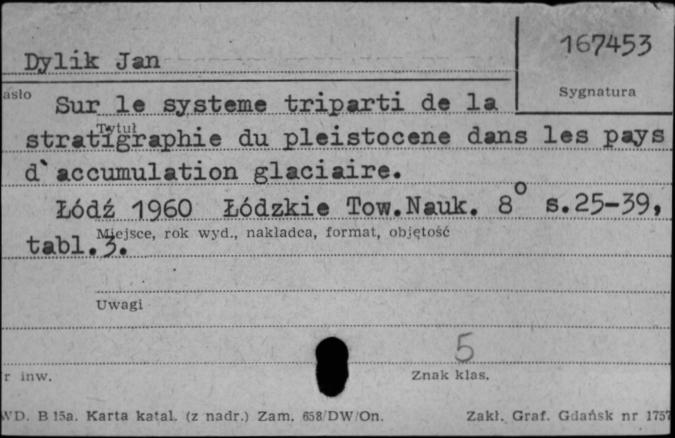 Dylik Jan
167453
Sygnatura
asło
Sur le systeme triparti de la
Tytuł
stratigraphie du pleistocene dans les pays
d`accumulation glaciaire.
Łódź 1960 Łódzkie Tow.Nauk. 8° s.25-39,
Miejsce, rok wyd., nakładca, format, objętość
tabl.3.
Uwagi
5
r inw.
Znak klas.
WD. B 15a. Karta katal. (z nadr.) Zam. 658/DW/On. Zakł. Graf. Gdańsk nr 1757